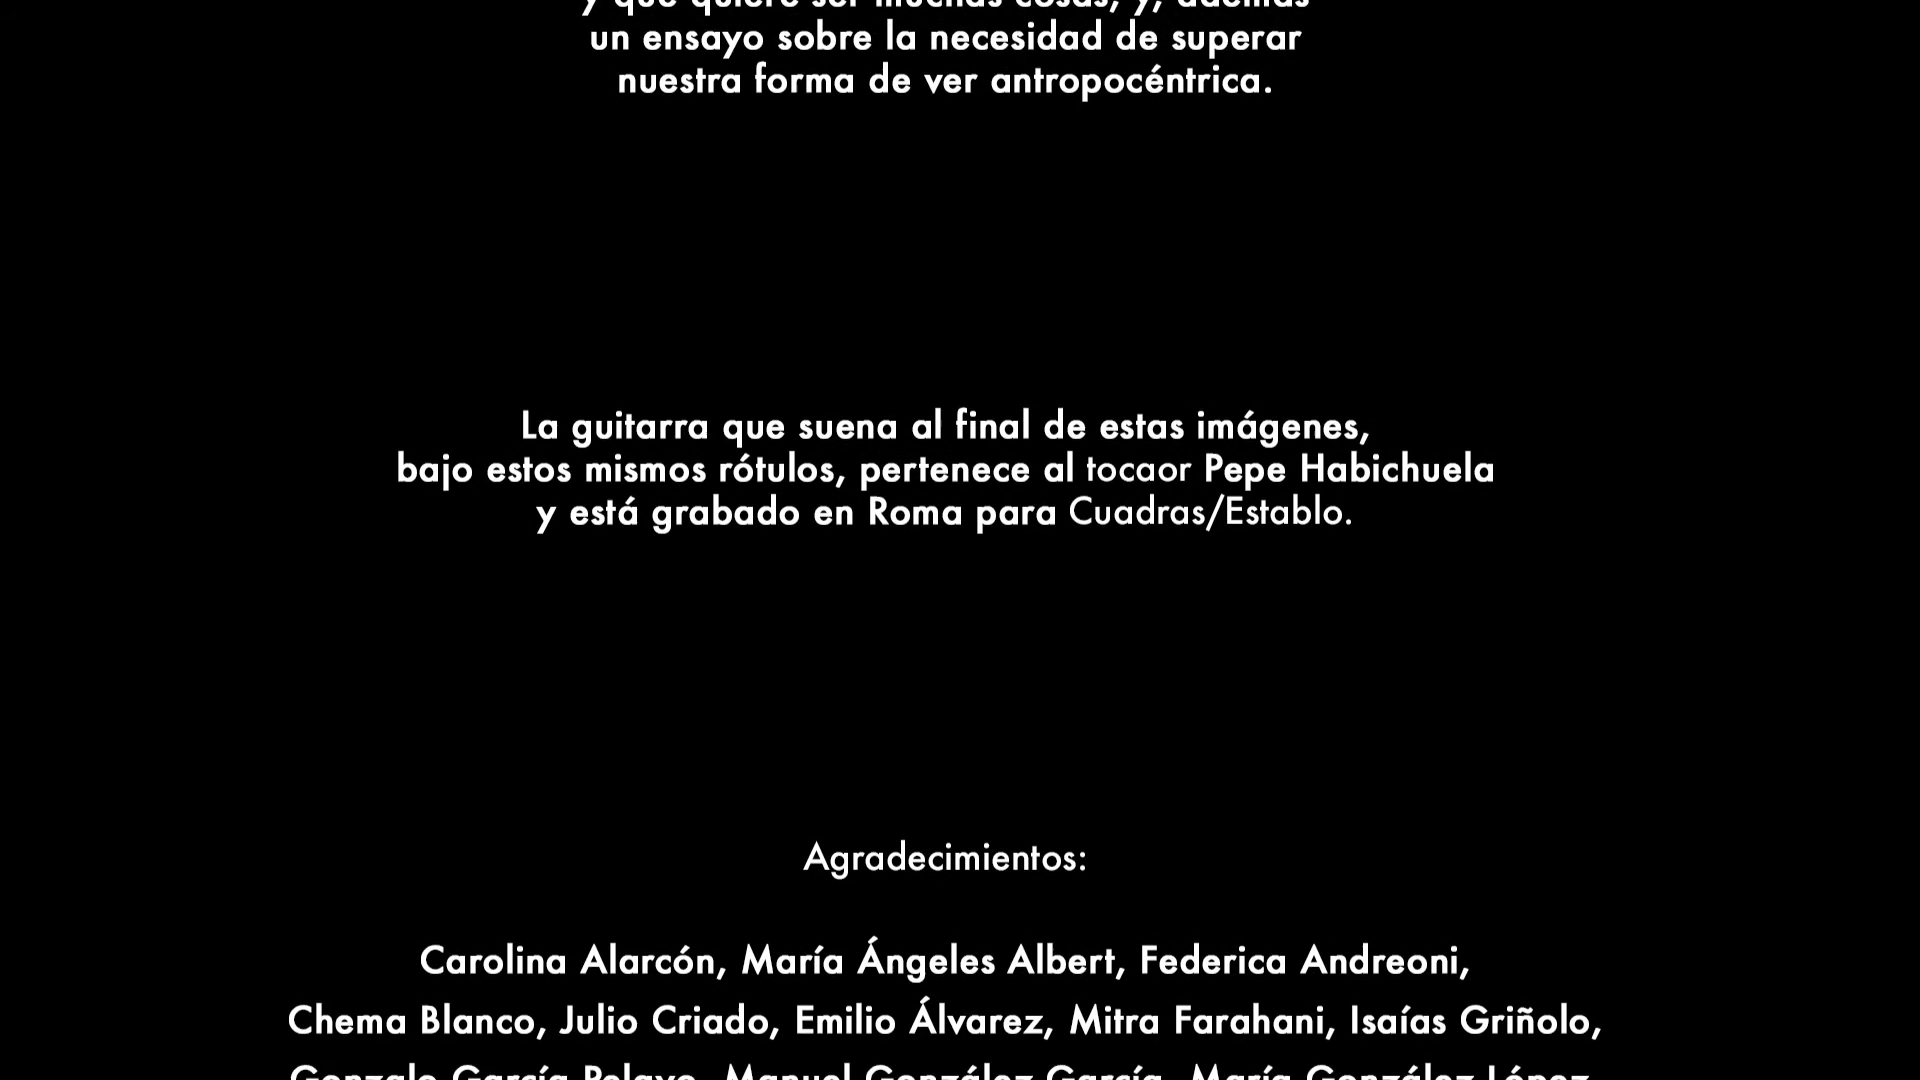 y que quiere ser muchas cosas, y, además
un ensayo sobre la necesidad de superar
nuestra forma de ver antropocéntrica.
La guitarra que suena al final de estas imágenes,
bajo estos mismos rótulos, pertenece al tocaor Pepe Habichuela
y está grabado en Roma para Cuadras/Establo.
Agradecimientos:
Carolina Alarcón, María Ángeles Albert, Federica Andreoni,
Chema Blanco, Julio Criado, Emilio Álvarez, Mitra Farahani, Isaías Griñolo,
Gonzalo García Pelayo, Manuel González García, María González López,